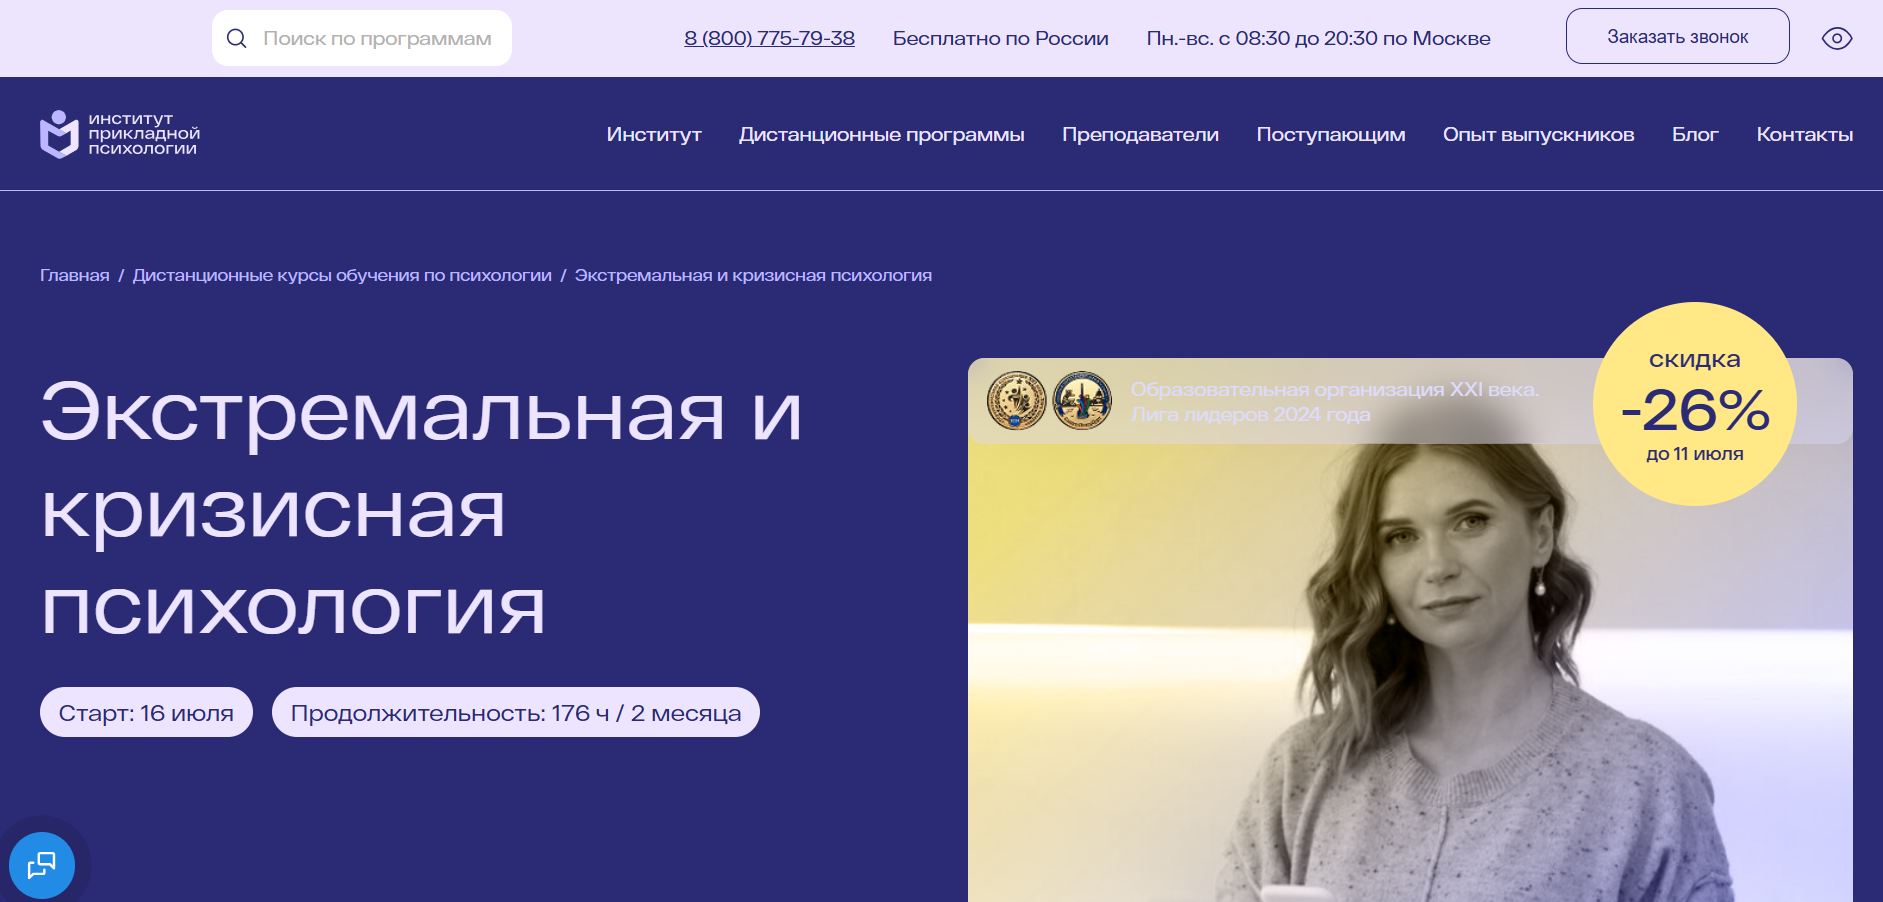 Поиск по программам
8 (800) 775-79-38
Бесплатно по России
Пн.-вс. с 08:30 до 20:30 по Москве
Заказать звонок
институт
прикладной
психологии
Институт
Дистанционные программы
Преподаватели
Поступающим
Опыт выпускников
Блог
Контакты
Главная / Дистанционные курсы обучения по психологии / Экстремальная и кризисная психология
Экстремальная и
кризисная
психология
Старт: 16 июля
Продолжительность: 176 ч / 2 месяца
Образовательная организация XXI века.
Лига лидеров 2024 года
скидка
-26%
до 11 июля